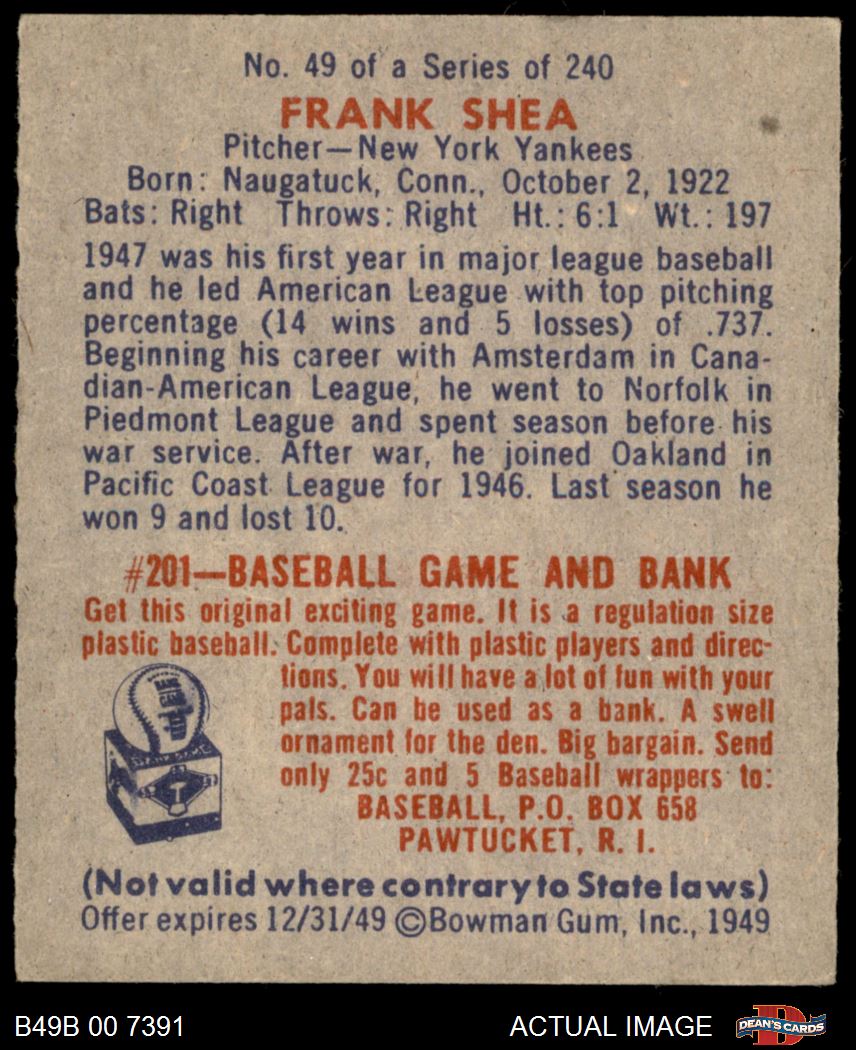 No. 49 of a Series of 240
FRANK SHEA
Pitcher—New York Yankees
Born: Naugatuck, Conn., October 2, 1922
Bats: Right Throws: Right Ht.: 6:1 Wt.: 197
1947 was his first year in major league baseball
and he led American League with top pitching
percentage (14 wins and 5 losses) of .737.
Beginning his career with Amsterdam in Cana-
dian-American League, he went to Norfolk in
Piedmont League and spent season before his
war service. After war, he joined Oakland in
Pacific Coast League for 1946. Last season he
won 9 and lost 10.
#201—BASEBALL GAME AND BANK
Get this original exciting game. It is a regulation size
plastic baseball. Complete with plastic players and direc-
tions. You will have a lot of fun with your
pals. Can be used as a bank. A swell
ornament for the den. Big bargain. Send
only 25c and 5 Baseball wrappers to:
BASEBALL, P.O. BOX 658
PAWTUCKET, R. I.
BANK
GAME
(Not valid where contrary to State laws)
Offer expires 12/31/49 ©Bowman Gum, Inc., 1949
B49B 00 7391
ACTUAL IMAGE
DEAN'S CARDS